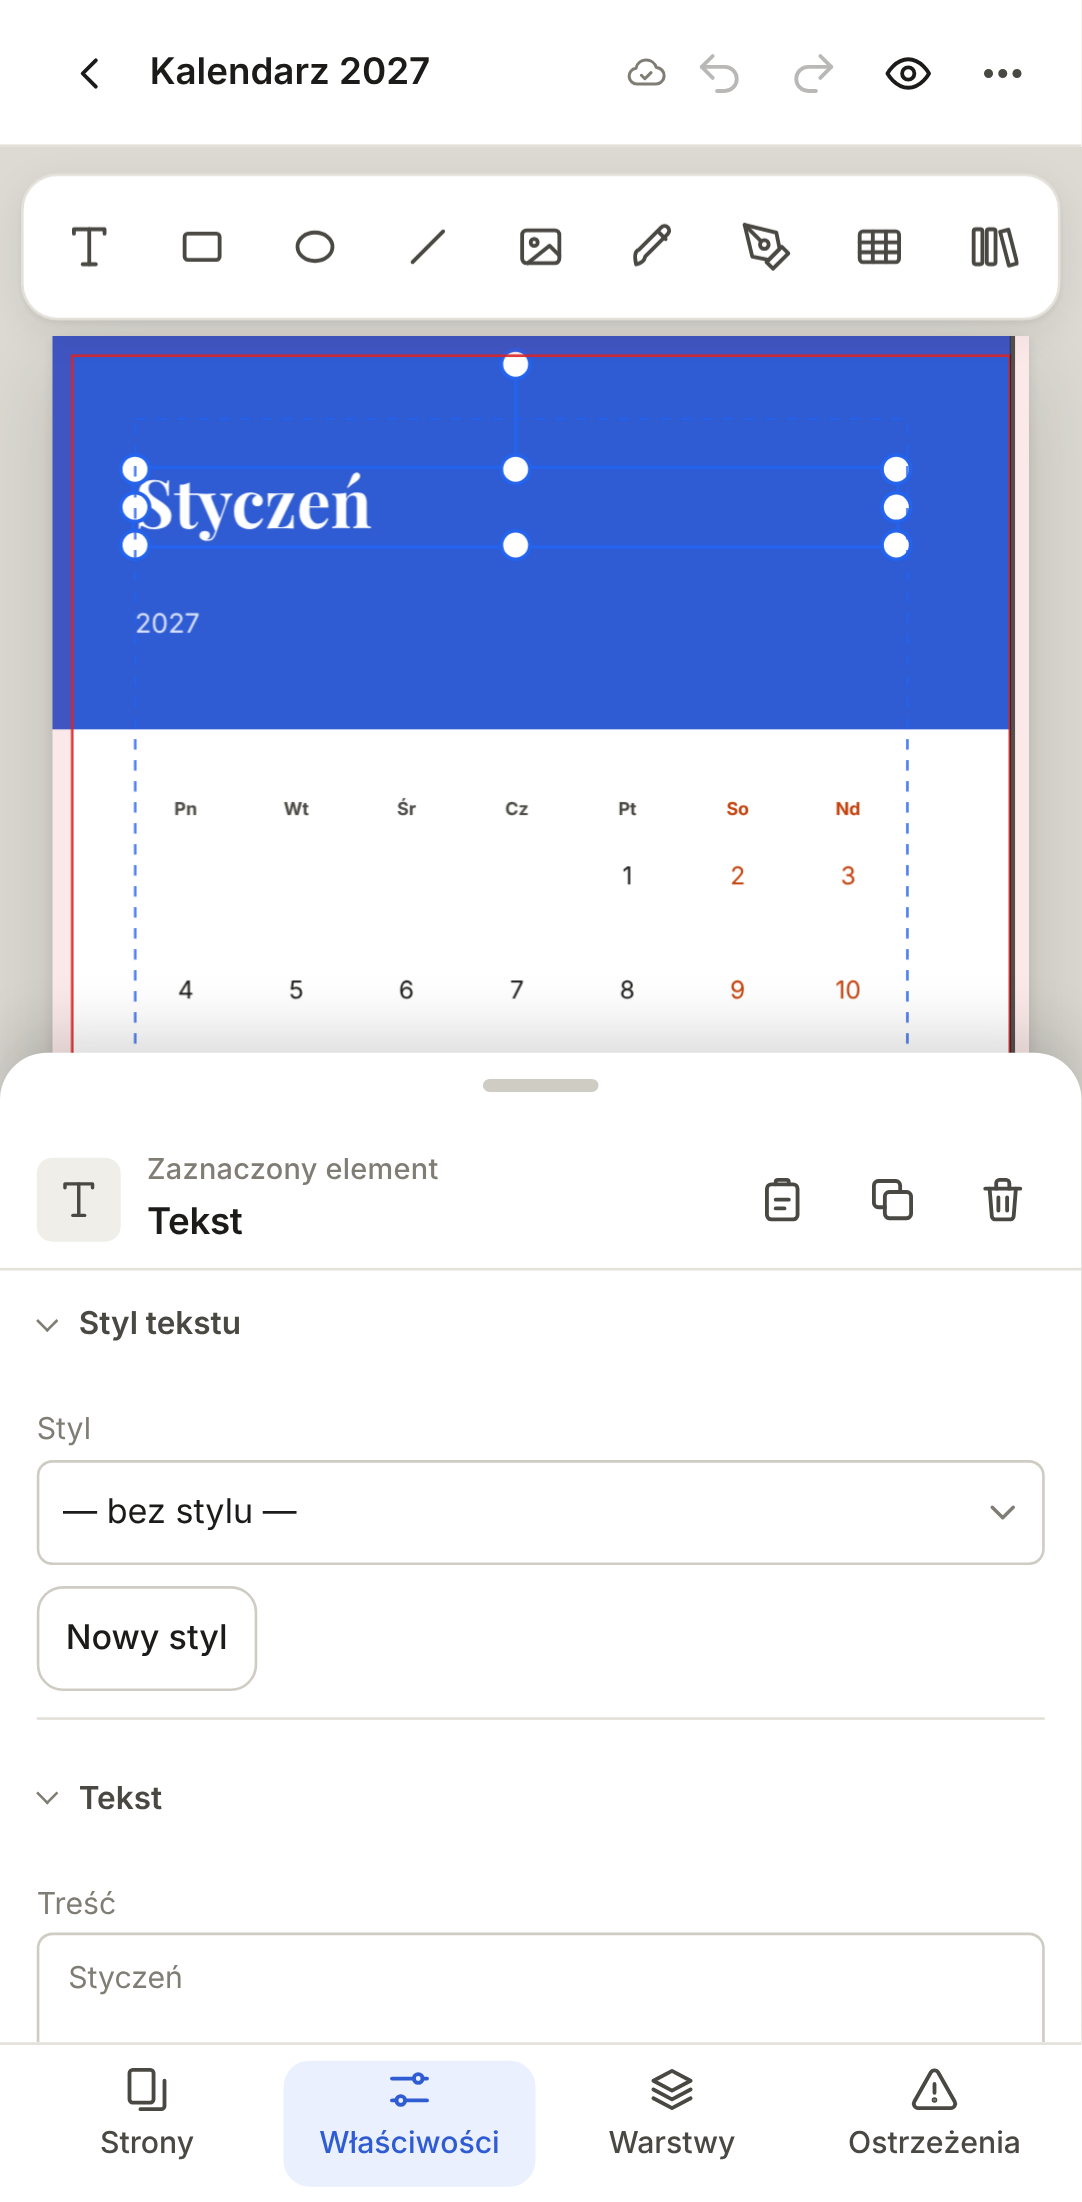 Kalendarz 2027
Styczeń
2027
Pn Wt Śr Cz Pt So Nd
1 2 3
4 5 6 7 8 9 10
Zaznaczony element
Tekst
Styl tekstu
Styl
— bez stylu —
Nowy styl
Tekst
Treść
Styczeń
Strony Właściwości Warstwy Ostrzeżenia